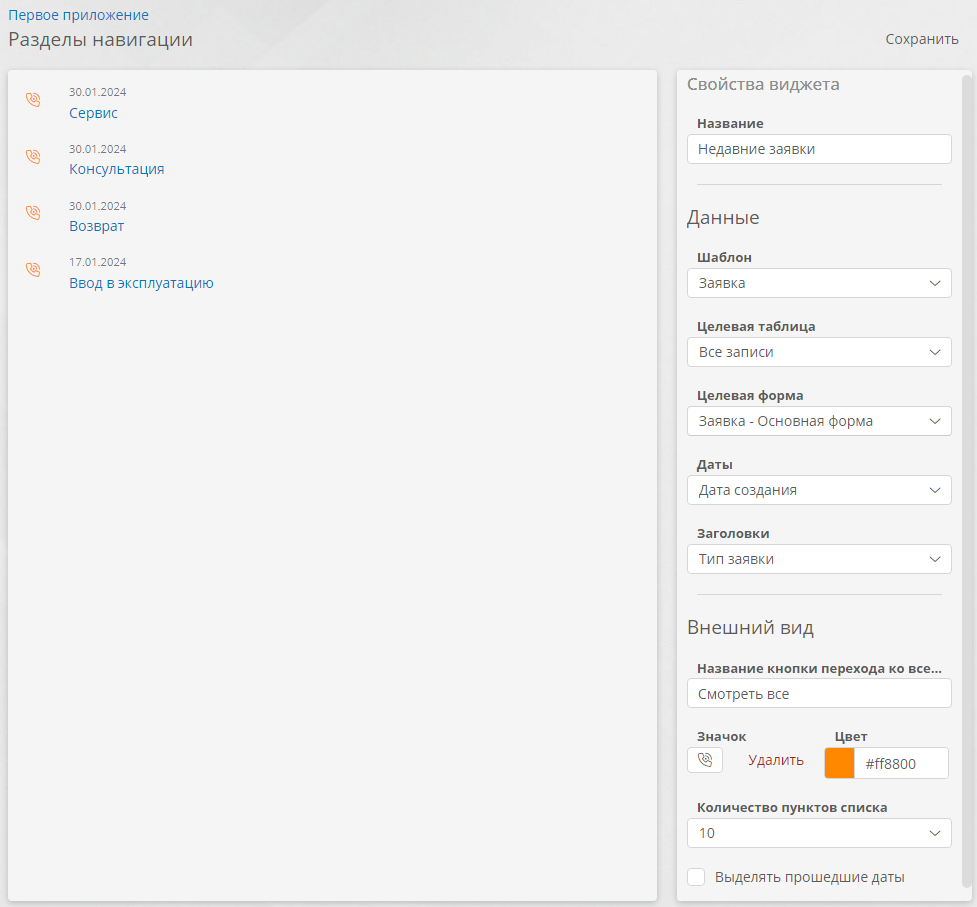 Первое приложение
Разделы навигации
Сохранить
30.01.2024
Сервис
30.01.2024
Консультация
30.01.2024
Возврат
17.01.2024
Ввод в эксплуатацию
Свойства виджета
Название
Недавние заявки
Данные
Шаблон
Заявка
Целевая таблица
Все записи
Целевая форма
Заявка - Основная форма
Даты
Дата создания
Заголовки
Тип заявки
Внешний вид
Название кнопки перехода ко все...
Смотреть все
Значок Цвет
Удалить #ff8800
Количество пунктов списка
10
Выделять прошедшие даты